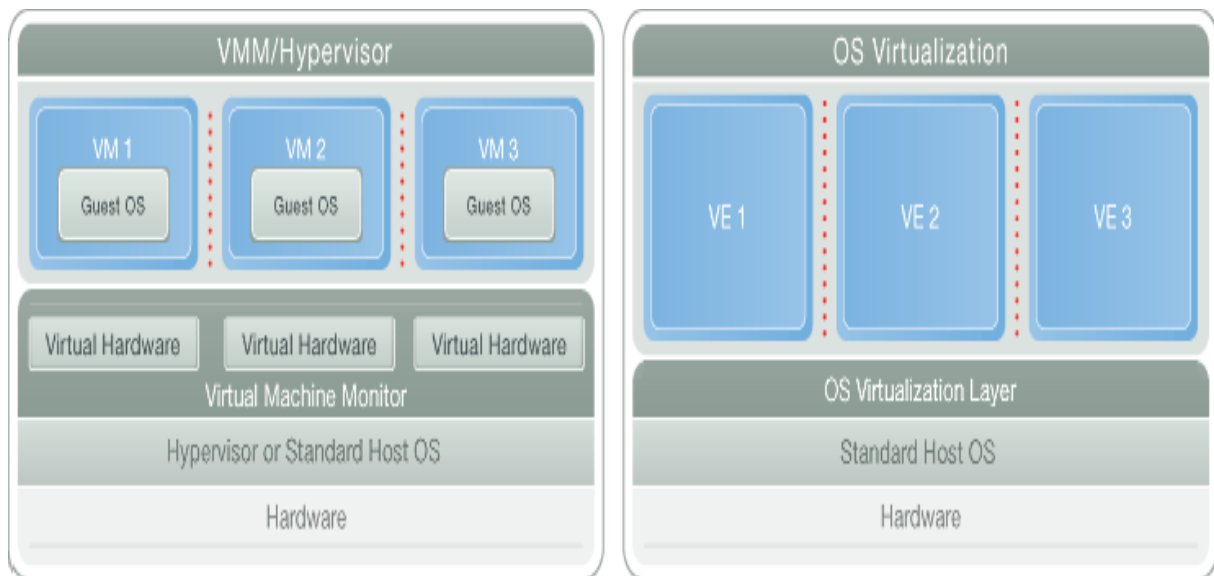 VMM/Hypervisor
VM 1
Guest OS
VM 2
Guest OS
VM 3
Guest OS
Virtual Hardware
Virtual Hardware
Virtual Hardware
Virtual Machine Monitor
Hypervisor or Standard Host OS
Hardware
OS Virtualization
VE 1
VE 2
VE 3
OS Virtualization Layer
Standard Host OS
Hardware